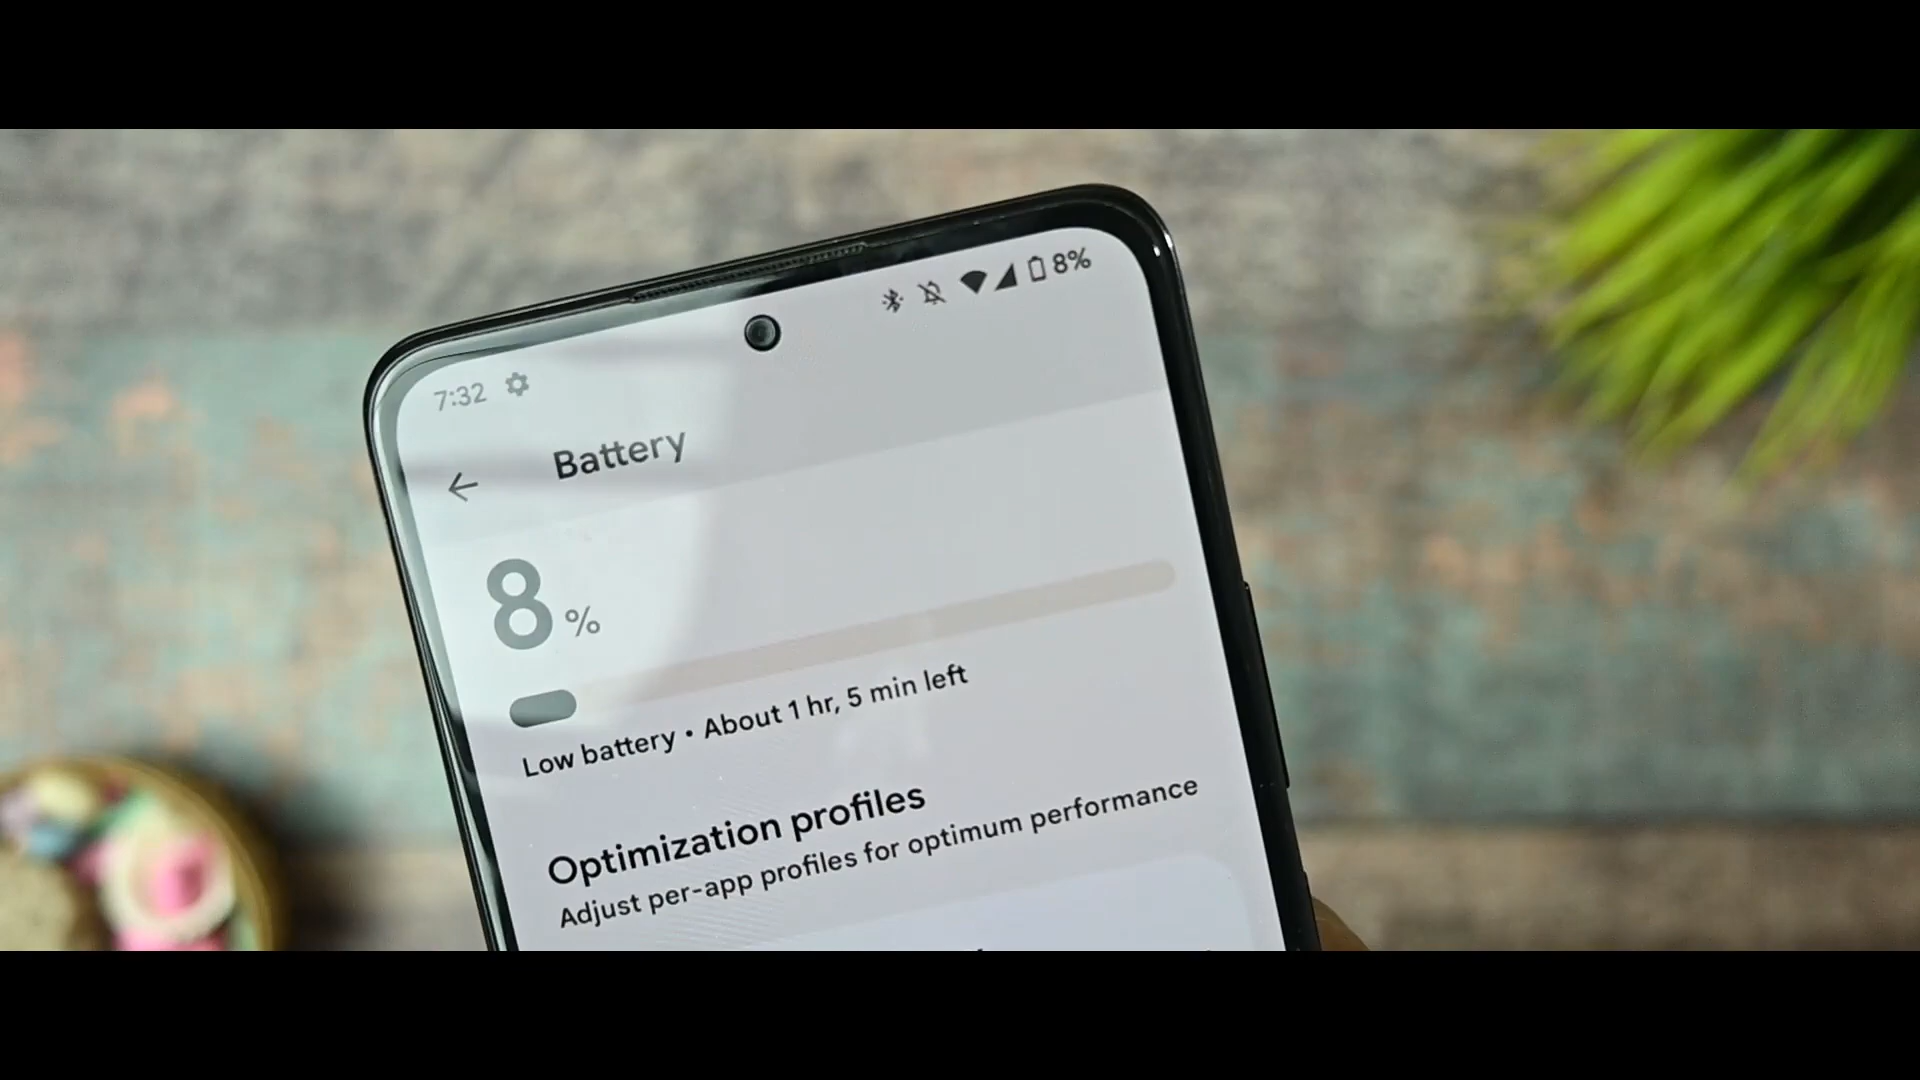 7:32
8%
Battery
8 %
Low battery • About 1 hr, 5 min left
Optimization profiles
Adjust per-app profiles for optimum performance